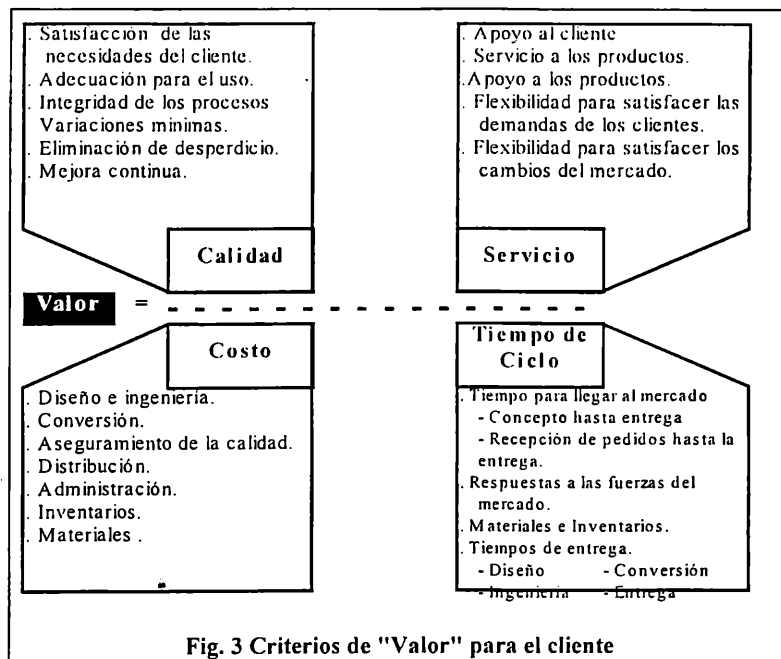 . Satisfacción de las
necesidades del cliente.
. Adecuación para el uso.
. Integridad de los procesos
Variaciones minimas.
. Eliminación de desperdicio.
. Mejora continua.
Calidad
. Apoyo al cliente
. Servicio a los productos.
. Apoyo a los productos.
. Flexibilidad para satisfacer las
demandas de los clientes.
. Flexibilidad para satisfacer los
cambios del mercado.
Servicio
Valor = - - - - - - - - - - - - - - - -
Costo
. Diseño e ingeniería.
. Conversión.
. Aseguramiento de la calidad.
. Distribución.
. Administración.
. Inventarios.
. Materiales .
Tiempo de
Ciclo
. Tiempo para llegar al mercado
- Concepto hasta entrega
- Recepción de pedidos hasta la
entrega.
. Respuestas a las fuerzas del
mercado.
. Materiales e Inventarios.
. Tiempos de entrega.
- Diseño - Conversión
- Ingeniería - Entrega
Fig. 3 Criterios de "Valor" para el cliente